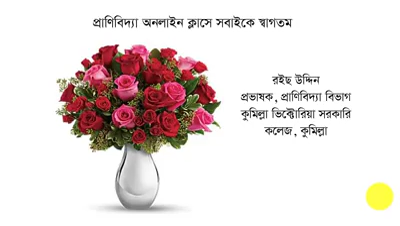 প্রাণিবিদ্যা অনলাইন ক্লাসে সবাইকে দ্বাগতম
রইছ উদ্দিন
প্রভাষক, প্রাণিবিদ্যা বিভাগ
কুমিল্লা ভিক্টোরিয়া সরকারি
কলেজ, কুমিল্লা